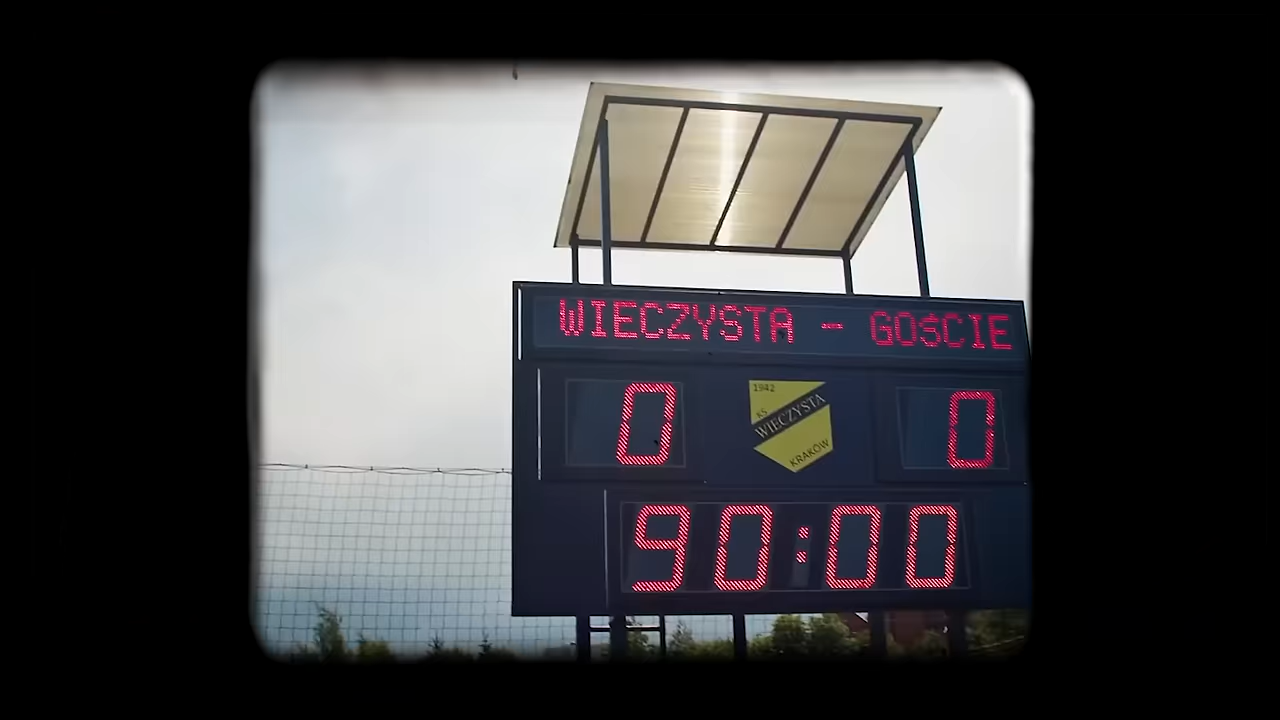 WIECZYSTA - GOŚCIE
0 0
1942
KS
WIECZYSTA
KRAKÓW
90:00